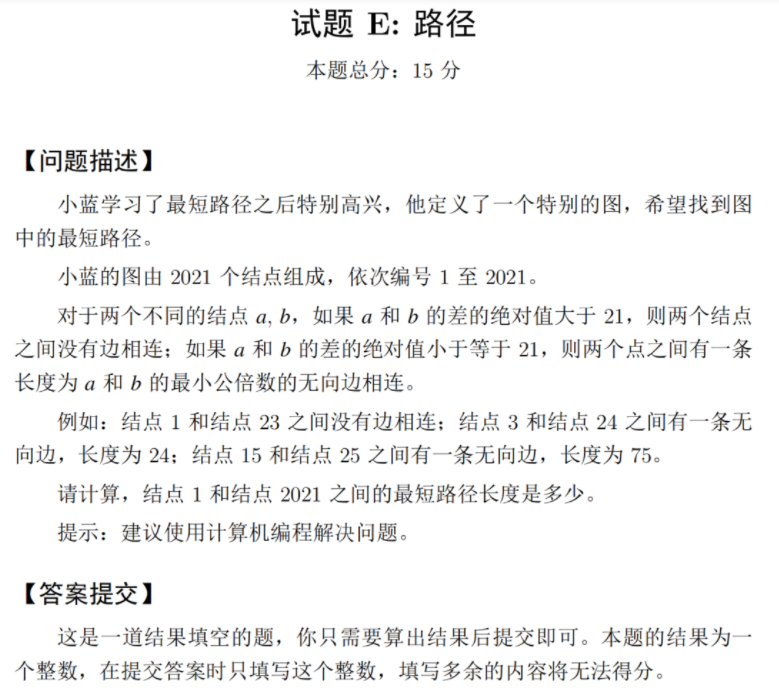 试题 E: 路径
本题总分：15 分
【问题描述】
小蓝学习了最短路径之后特别高兴，他定义了一个特别的图，希望找到图
中的最短路径。
小蓝的图由 2021 个结点组成，依次编号 1 至 2021。
对于两个不同的结点 a, b，如果 a 和 b 的差的绝对值大于 21，则两个结点
之间没有边相连；如果 a 和 b 的差的绝对值小于等于 21，则两个点之间有一条
长度为 a 和 b 的最小公倍数的无向边相连。
例如：结点 1 和结点 23 之间没有边相连；结点 3 和结点 24 之间有一条无
向边，长度为 24；结点 15 和结点 25 之间有一条无向边，长度为 75。
请计算，结点 1 和结点 2021 之间的最短路径长度是多少。
提示：建议使用计算机编程解决问题。
【答案提交】
这是一道结果填空的题，你只需要算出结果后提交即可。本题的结果为一
个整数，在提交答案时只填写这个整数，填写多余的内容将无法得分。